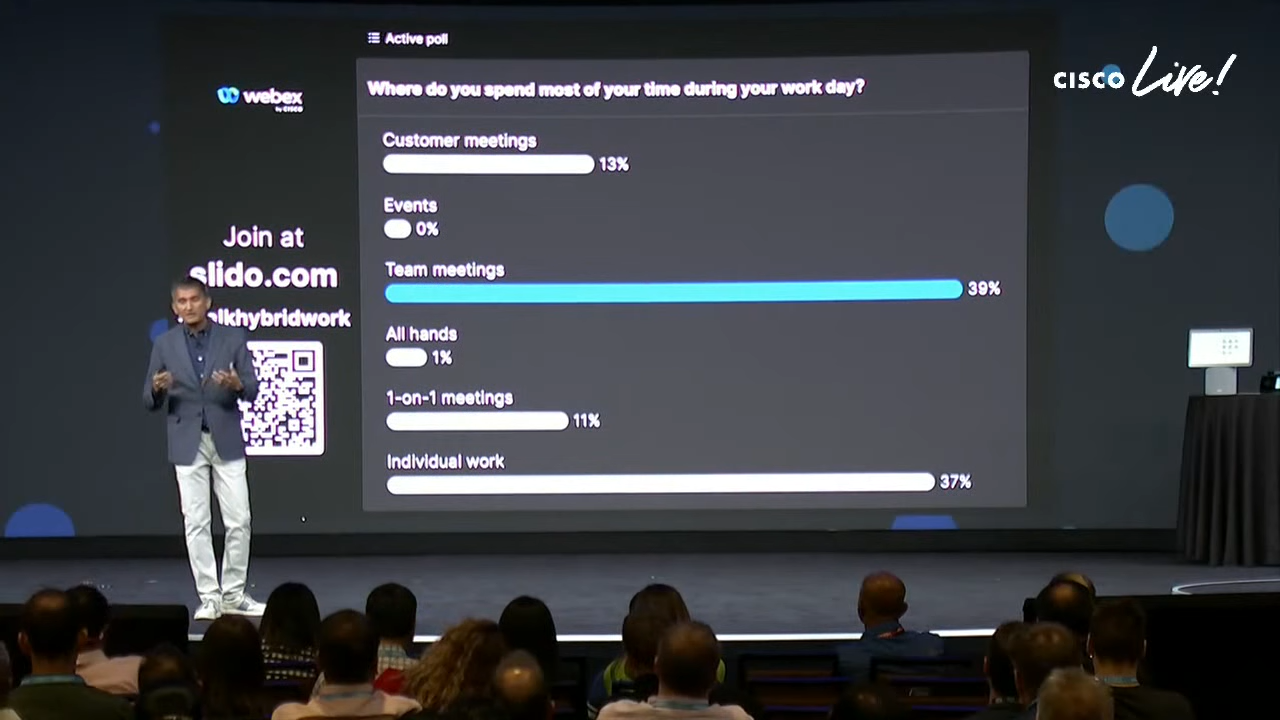 Active poll
CISCO Live!
webex
by CISCO
Where do you spend most of your time during your work day?
Customer meetings
13%
Events
0%
Join at
slido.com
Team meetings
39%
All hands
1%
1-on-1 meetings
11%
Individual work
37%